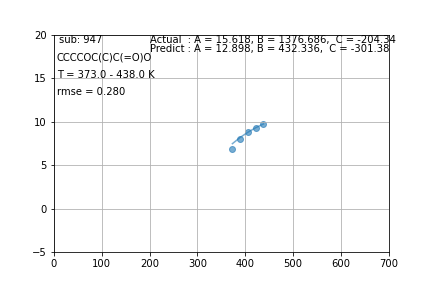 sub: 947
Actual : A = 15.618, B = 1376.686, C = -204.34
Predict : A = 12.898, B = 432.336, C = -301.38
CCCCOC(C)C(=O)O
T = 373.0 - 438.0 K
rmse = 0.280
20
15
10
5
0
−5
0 100 200 300 400 500 600 700